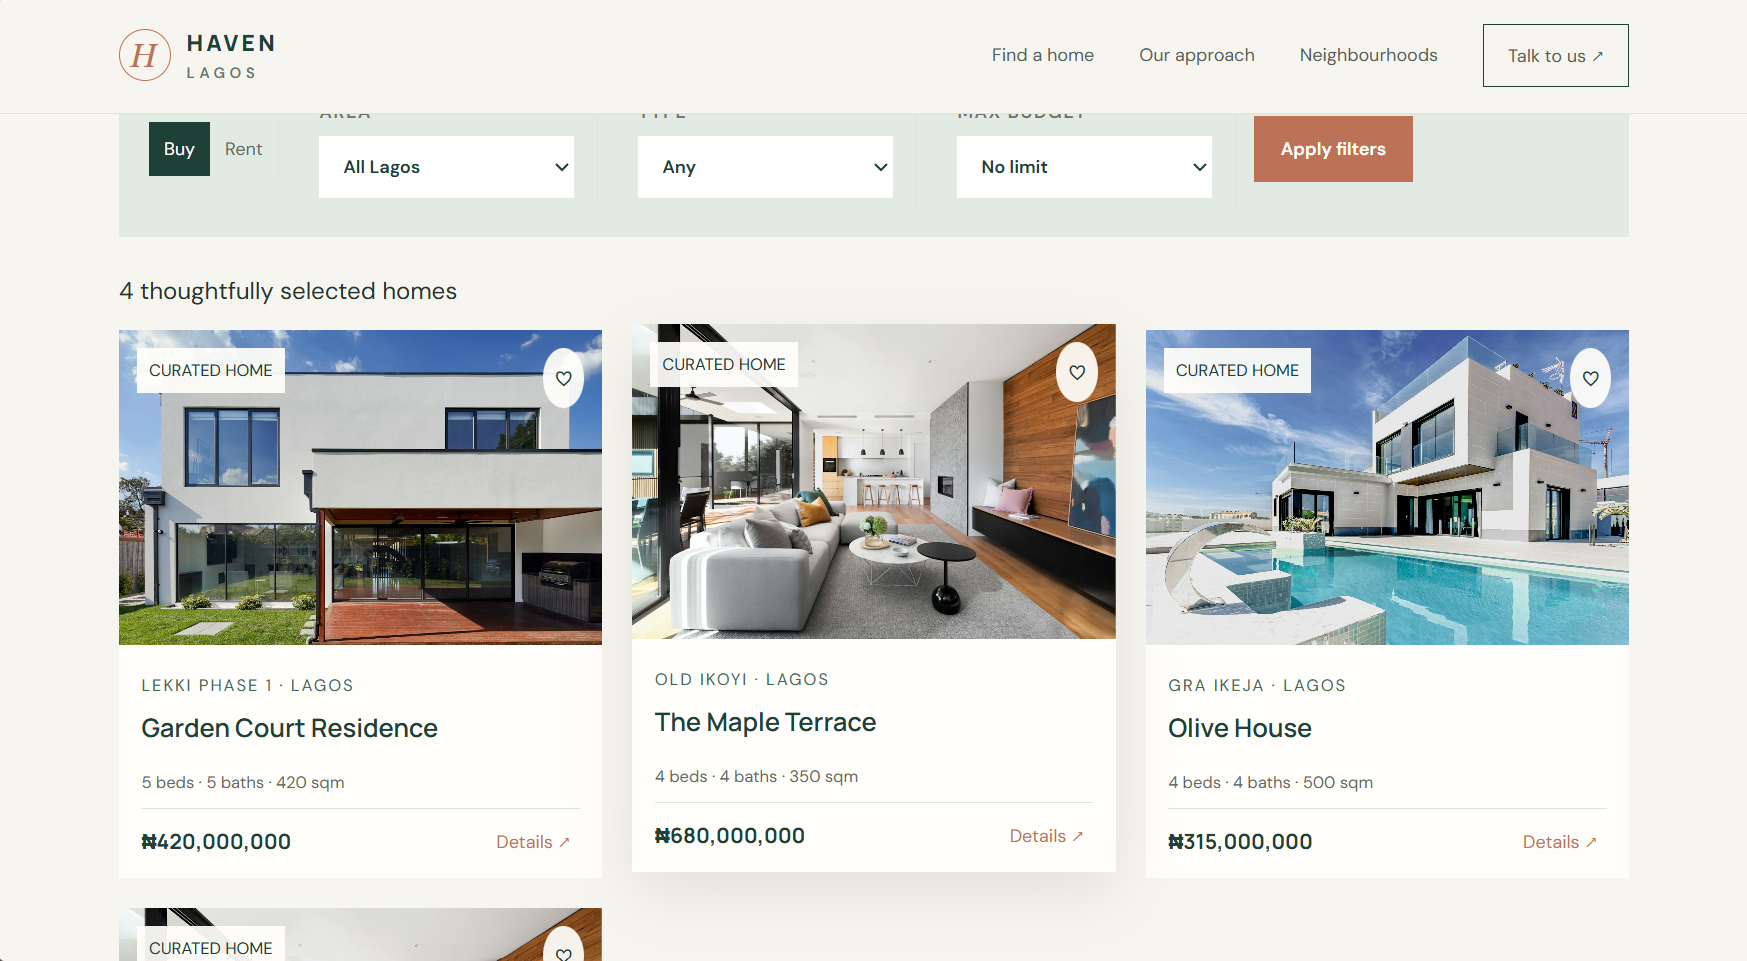 H
HAVEN
LAGOS
Find a home
Our approach
Neighbourhoods
Talk to us ↗
AREA
TYPE
MAX BUDGET
Buy
Rent
All Lagos
Any
No limit
Apply filters
4 thoughtfully selected homes
CURATED HOME
LEKKI PHASE 1 · LAGOS
Garden Court Residence
5 beds · 5 baths · 420 sqm
₦420,000,000
Details ↗
CURATED HOME
OLD IKOYI · LAGOS
The Maple Terrace
4 beds · 4 baths · 350 sqm
₦680,000,000
Details ↗
CURATED HOME
GRA IKEJA · LAGOS
Olive House
4 beds · 4 baths · 500 sqm
₦315,000,000
Details ↗
CURATED HOME